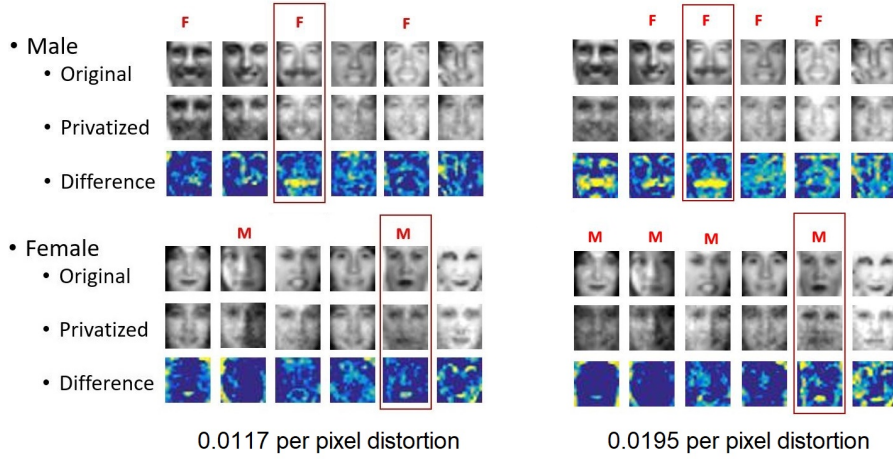 F F F
F F F F
• Male
• Original
• Privatized
• Difference
M M
M M M M
• Female
• Original
• Privatized
• Difference
0.0117 per pixel distortion
0.0195 per pixel distortion